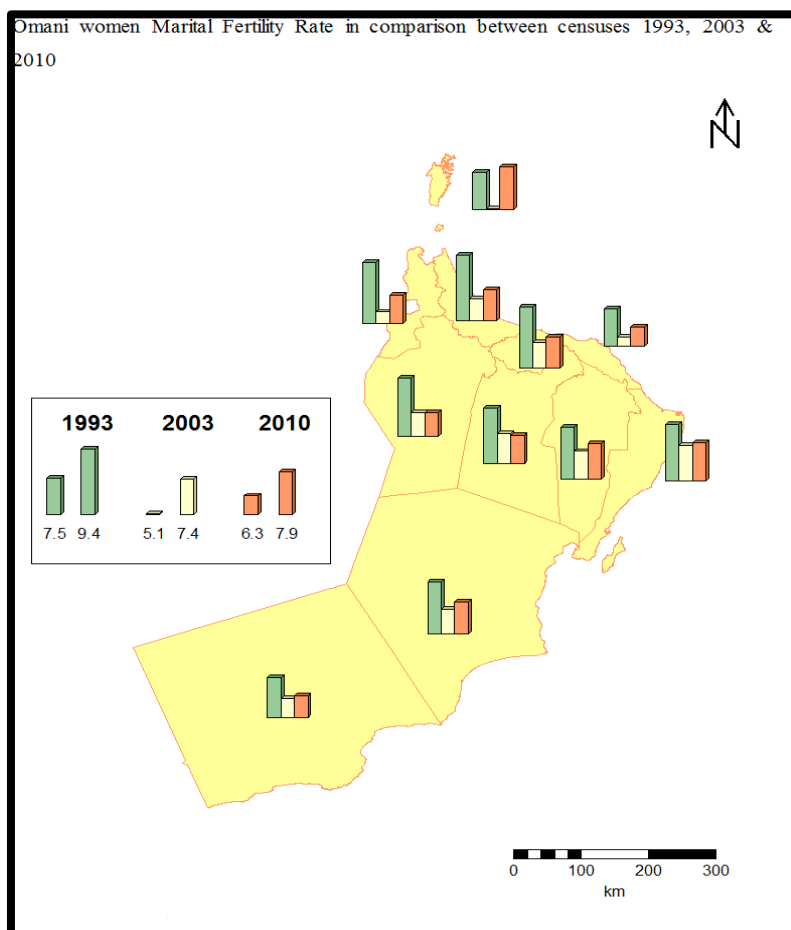 Omani women Marital Fertility Rate in comparison between censuses 1993, 2003 &
2010
N
1993 2003 2010
7.5 9.4 5.1 7.4 6.3 7.9
0 100 200 300
km